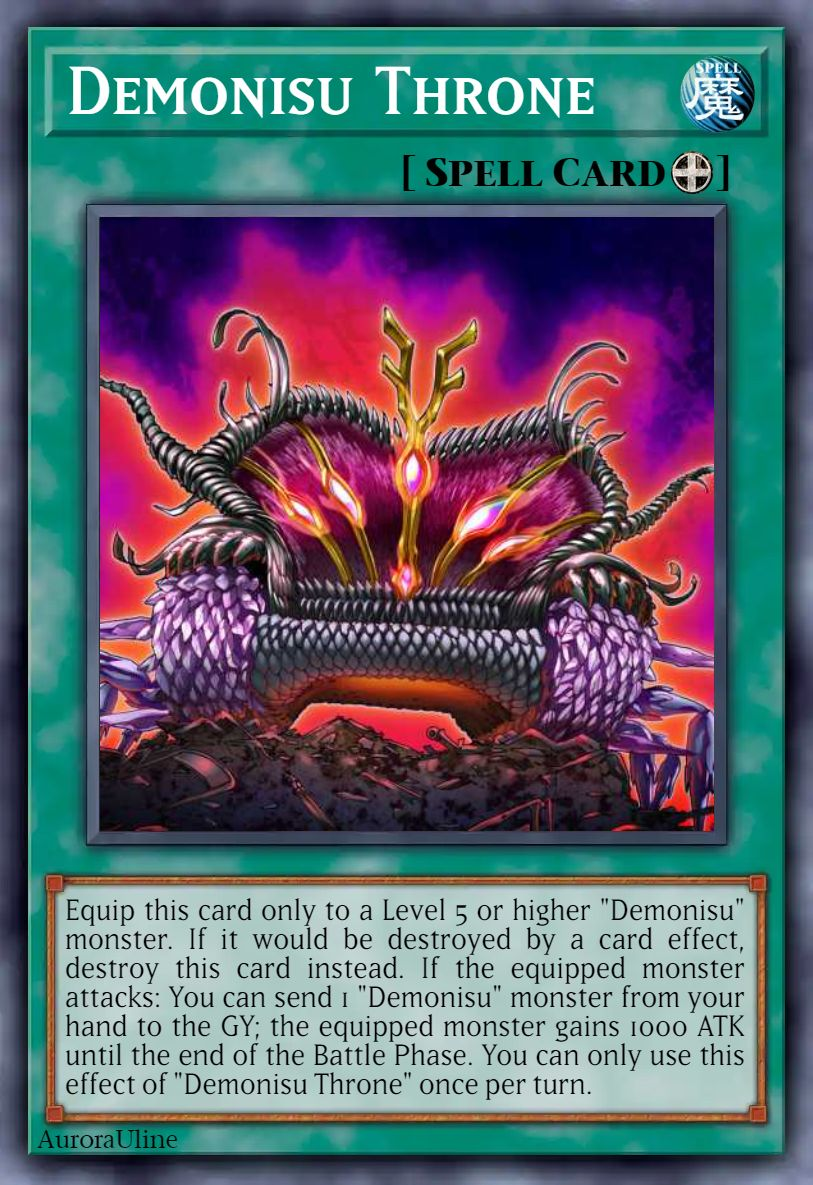 Demonisu Throne
SPELL
魔
[ Spell Card ]
Equip this card only to a Level 5 or higher "Demonisu"
monster. If it would be destroyed by a card effect,
destroy this card instead. If the equipped monster
attacks: You can send 1 "Demonisu" monster from your
hand to the GY; the equipped monster gains 1000 ATK
until the end of the Battle Phase. You can only use this
effect of "Demonisu Throne" once per turn.
AuroraUline